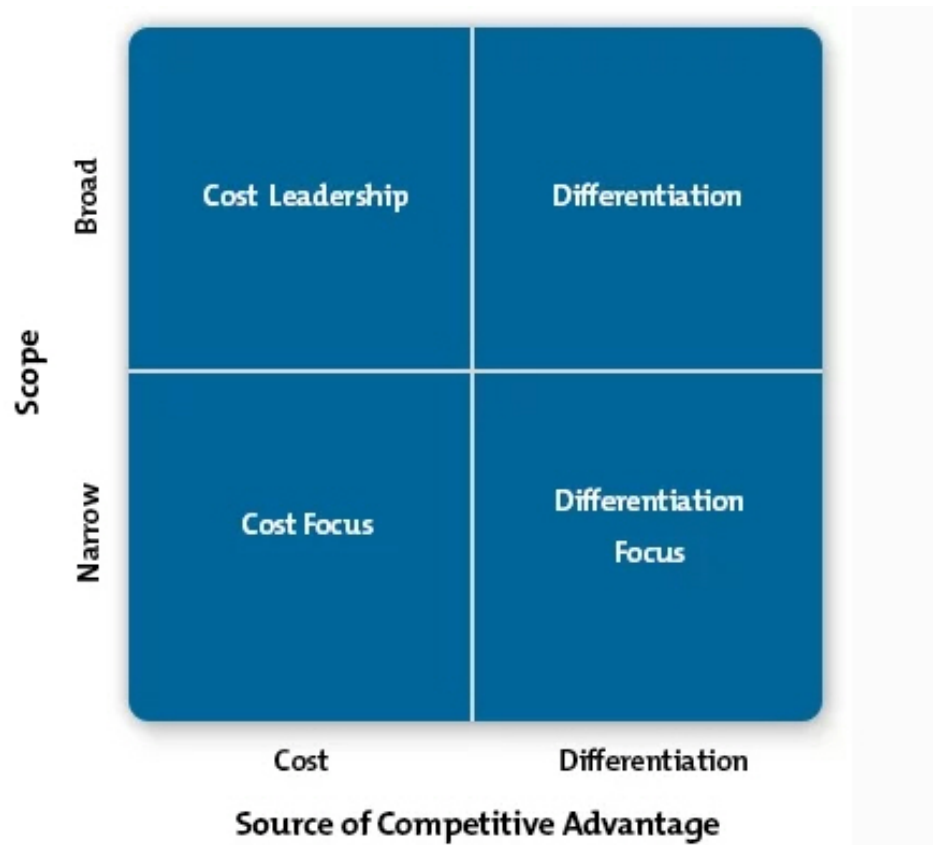 Broad
Cost Leadership
Differentiation
Scope
Narrow
Cost Focus
Differentiation
Focus
Cost
Differentiation
Source of Competitive Advantage